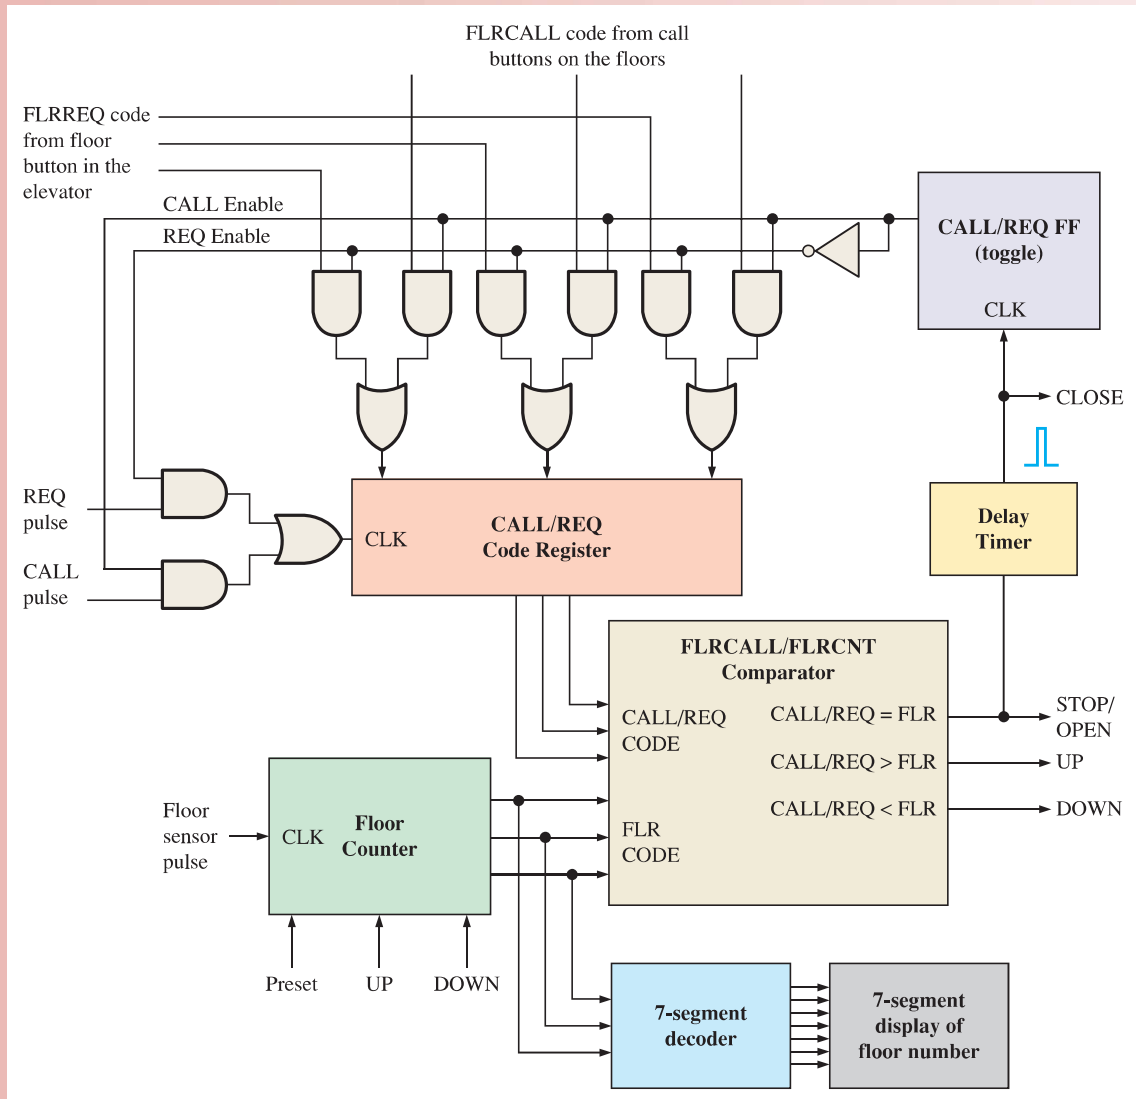 FLRCALL code from call
buttons on the floors
FLRREQ code
from floor
button in the
elevator
CALL Enable
REQ Enable
CALL/REQ FF
(toggle)
CLK
CLOSE
REQ
pulse
CALL
pulse
CLK
CALL/REQ
Code Register
Delay
Timer
FLRCALL/FLRCNT
Comparator
CALL/REQ
CODE
CALL/REQ = FLR
CALL/REQ > FLR
CALL/REQ < FLR
STOP/
OPEN
UP
DOWN
Floor
sensor
pulse
CLK
Floor
Counter
FLR
CODE
Preset
UP
DOWN
7-segment
decoder
7-segment
display of
floor number